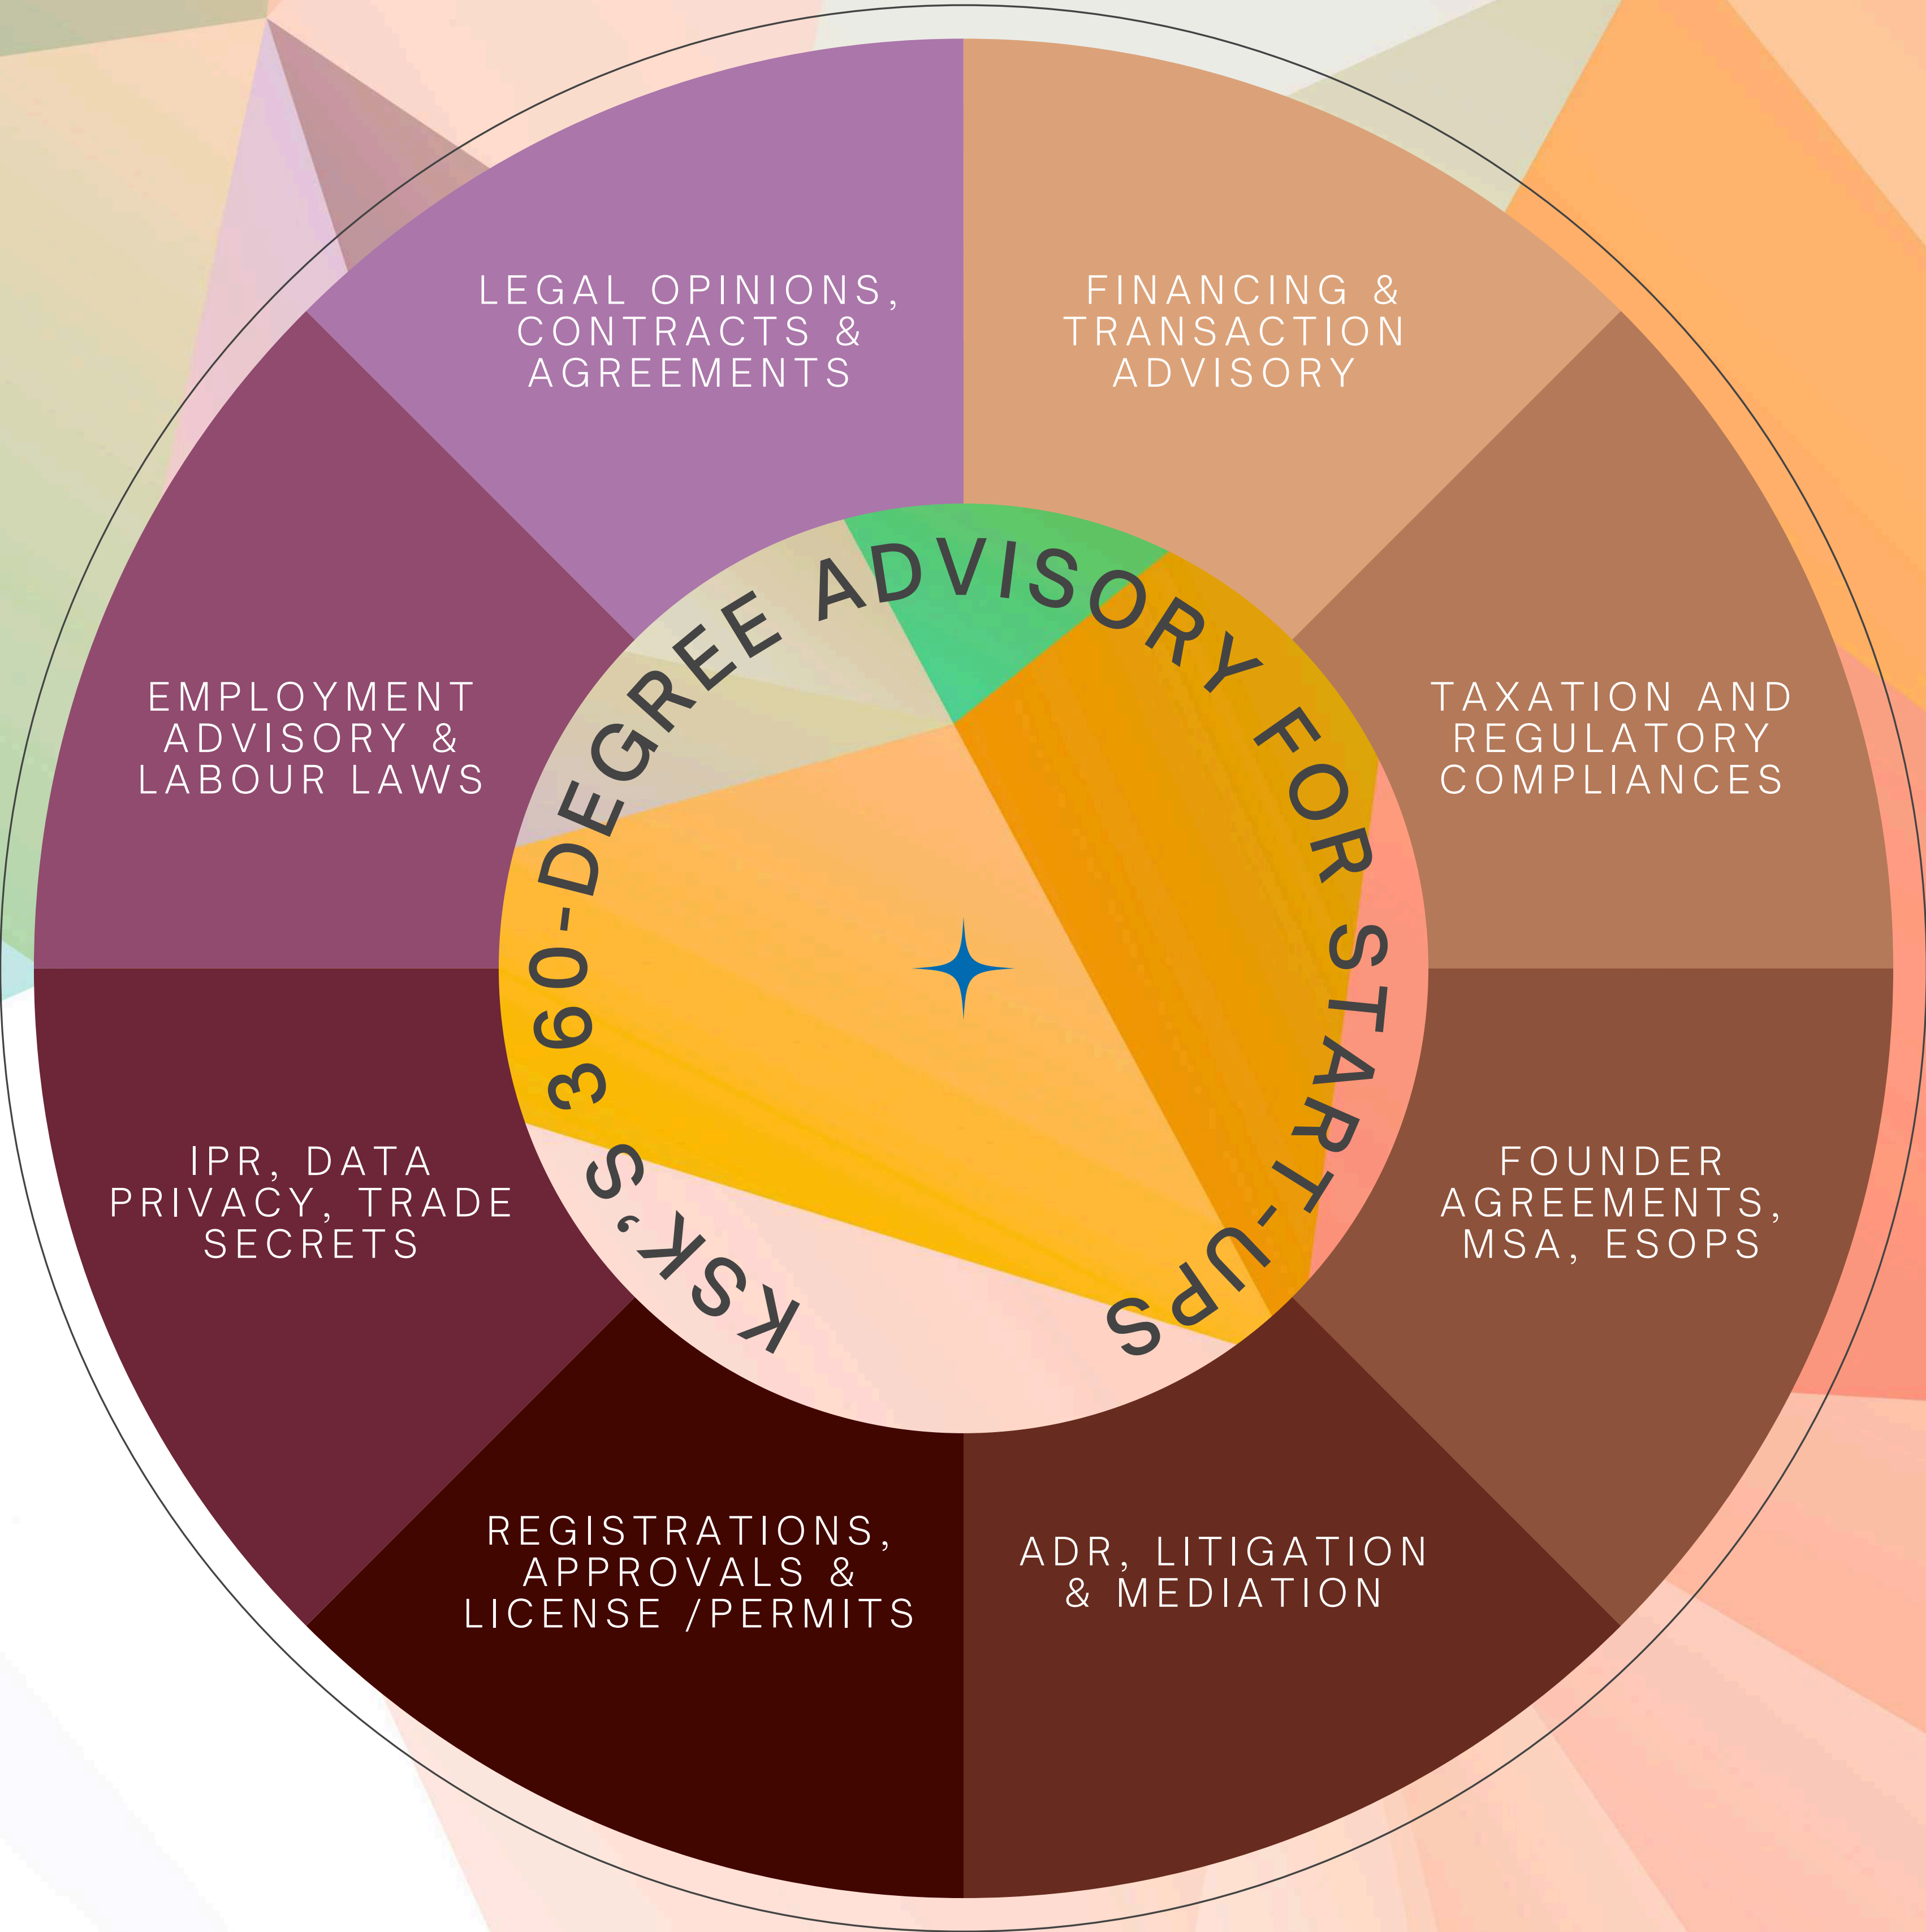 LEGAL OPINIONS,
CONTRACTS &
AGREEMENTS
FINANCING &
TRANSACTION
ADVISORY
TAXATION AND
REGULATORY
COMPLIANCES
FOUNDER
AGREEMENTS,
MSA, ESOPS
ADR, LITIGATION
& MEDIATION
REGISTRATIONS,
APPROVALS &
LICENSE /PERMITS
IPR, DATA
PRIVACY, TRADE
SECRETS
EMPLOYMENT
ADVISORY &
LABOUR LAWS
KSK'S 360-DEGREE ADVISORY FOR START-UPS